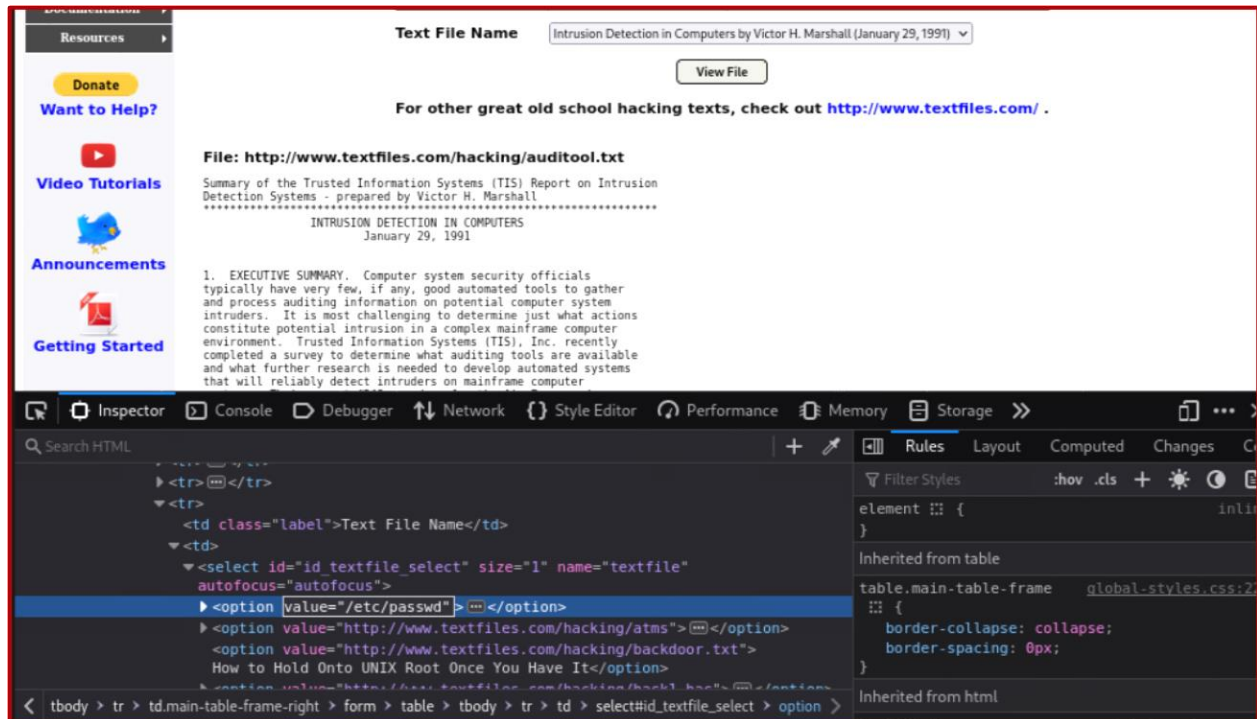 Documentation
Resources
Donate
Want to Help?
Video Tutorials
Announcements
Getting Started
Text File Name Intrusion Detection in Computers by Victor H. Marshall (January 29, 1991)
View File
For other great old school hacking texts, check out http://www.textfiles.com/ .
File: http://www.textfiles.com/hacking/auditool.txt
Summary of the Trusted Information Systems (TIS) Report on Intrusion
Detection Systems - prepared by Victor H. Marshall
********************************************************************
INTRUSION DETECTION IN COMPUTERS
January 29, 1991
1. EXECUTIVE SUMMARY. Computer system security officials
typically have very few, if any, good automated tools to gather
and process auditing information on potential computer system
intruders. It is most challenging to determine just what actions
constitute potential intrusion in a complex mainframe computer
environment. Trusted Information Systems (TIS), Inc. recently
completed a survey to determine what auditing tools are available
and what further research is needed to develop automated systems
that will reliably detect intruders on mainframe computer
Inspector Console Debugger Network {} Style Editor Performance Memory Storage
Search HTML
<tr></tr>
<tr>
<td class="label">Text File Name</td>
<td>
<select id="id_textfile_select" size="1" name="textfile"
autofocus="autofocus">
<option value="/etc/passwd"></option>
<option value="http://www.textfiles.com/hacking/atms"></option>
<option value="http://www.textfiles.com/hacking/backdoor.txt">
How to Hold Onto UNIX Root Once You Have It</option>
tbody > tr > td.main-table-frame-right > form > table > tbody > tr > td > select#id_textfile_select > option
Rules Layout Computed Changes
Filter Styles :hov .cls +
element { inlin
}
Inherited from table
table.main-table-frame global-styles.css:22
{
border-collapse: collapse;
border-spacing: 0px;
}
Inherited from html